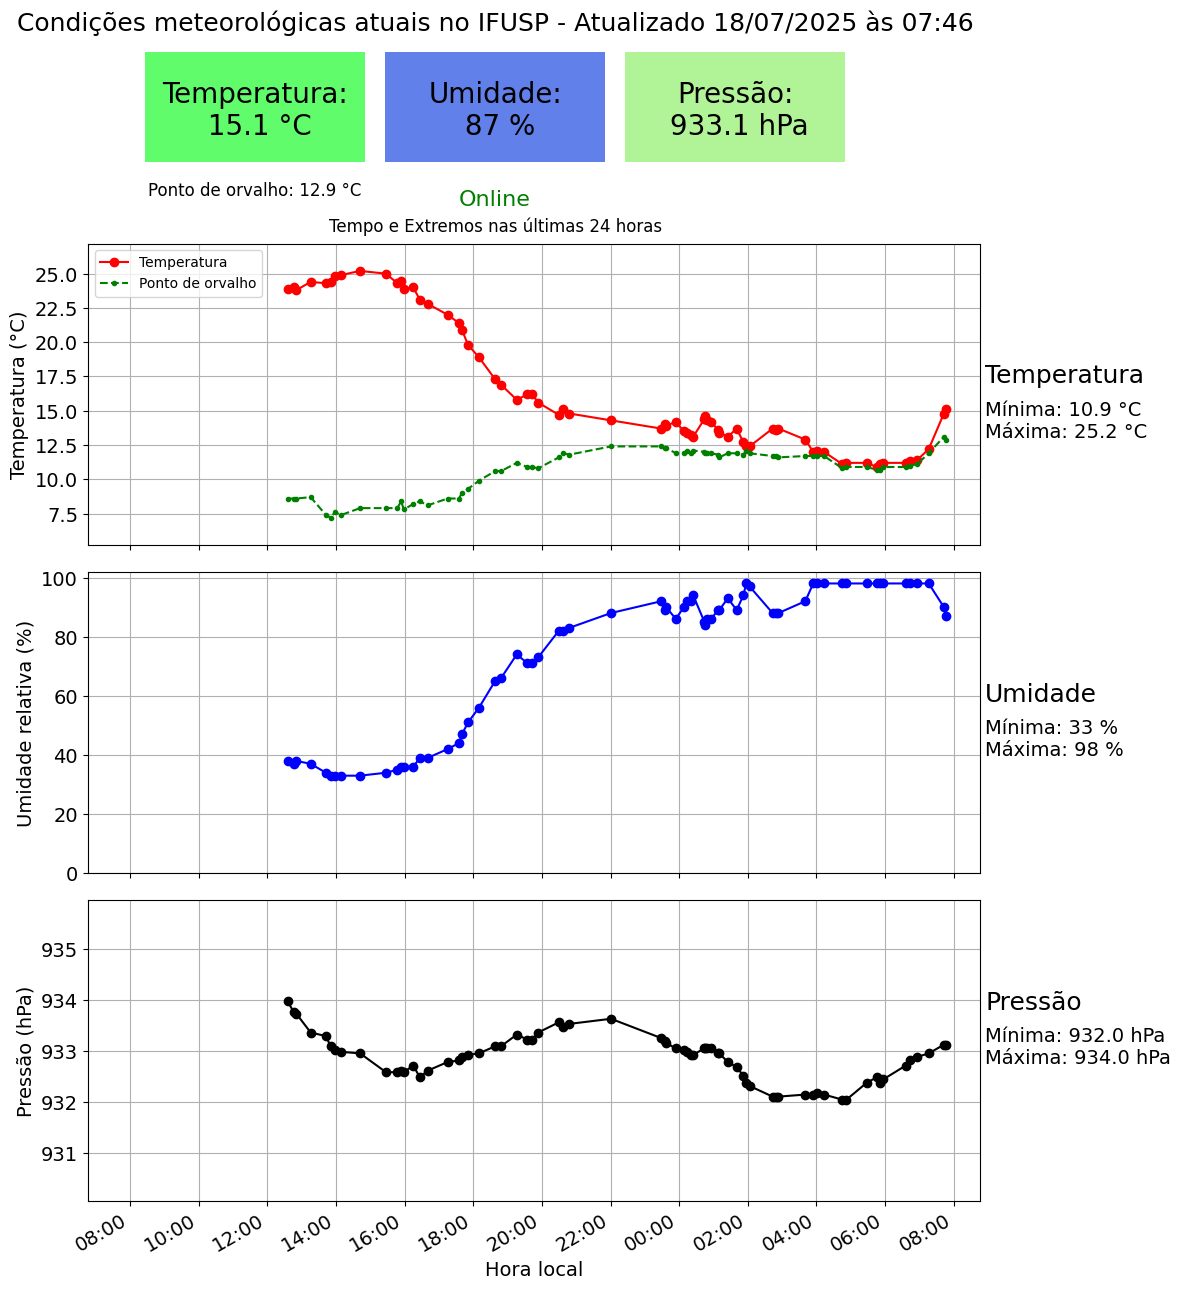 Condições meteorológicas atuais no IFUSP - Atualizado 18/07/2025 às 07:46
Temperatura:
15.1 °C
Umidade:
87 %
Pressão:
933.1 hPa
Ponto de orvalho: 12.9 °C
Online
Tempo e Extremos nas últimas 24 horas
Temperatura
Ponto de orvalho
25.0
22.5
20.0
17.5
15.0
12.5
10.0
7.5
Temperatura (°C)
Temperatura
Mínima: 10.9 °C
Máxima: 25.2 °C
100
80
60
40
20
0
Umidade relativa (%)
Umidade
Mínima: 33 %
Máxima: 98 %
935
934
933
932
931
Pressão (hPa)
Pressão
Mínima: 932.0 hPa
Máxima: 934.0 hPa
08:00 10:00 12:00 14:00 16:00 18:00 20:00 22:00 00:00 02:00 04:00 06:00 08:00
Hora local